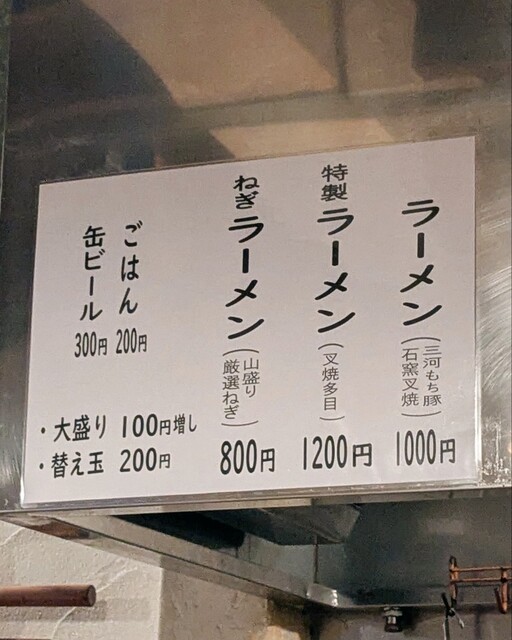 ラーメン
(三河もち豚
石窯叉焼)
1000円
特製
ラーメン
(叉焼多目)
1200円
ねぎ
ラーメン
(山盛り
厳選ねぎ)
800円
ごはん
200円
缶ビール
300円
・大盛り 100円増し
・替え玉 200円